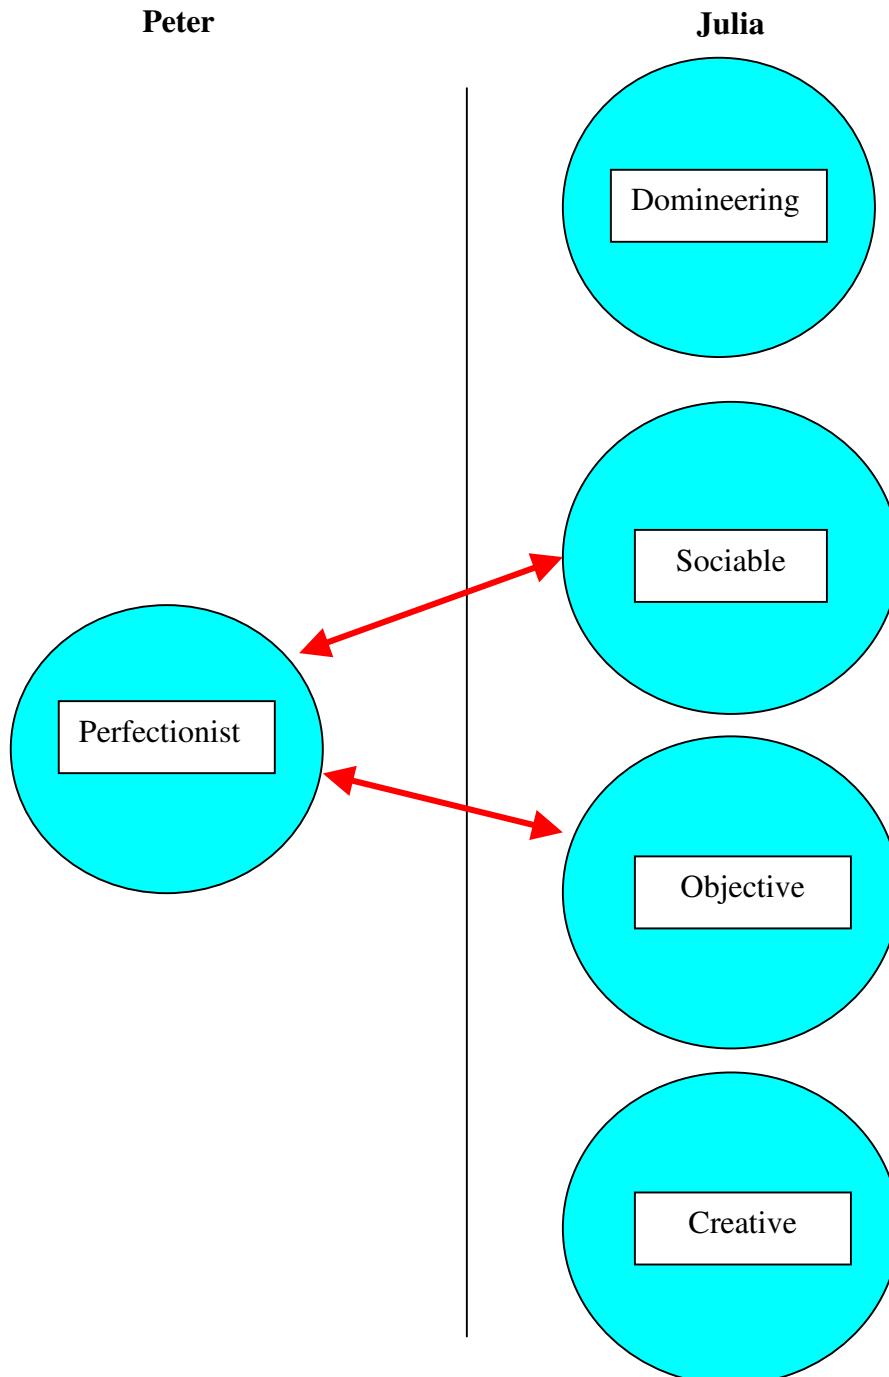 Peter
Julia
Domineering
Sociable
Perfectionist
Objective
Creative